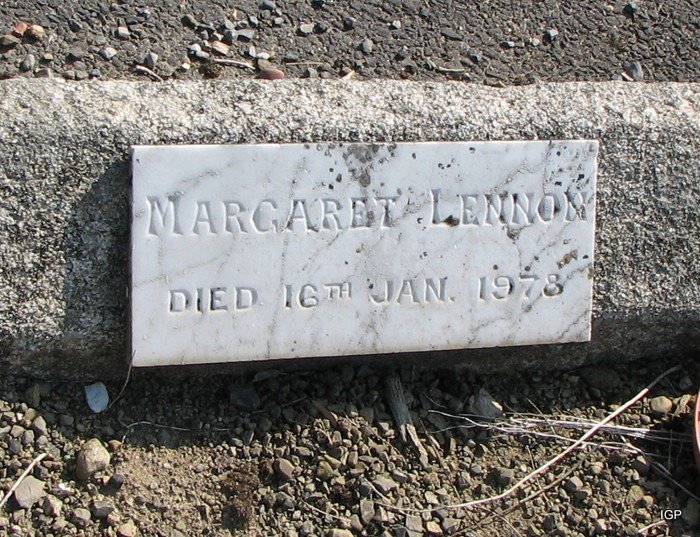 MARGARET LENNON
DIED 16TH JAN. 1978
IGP